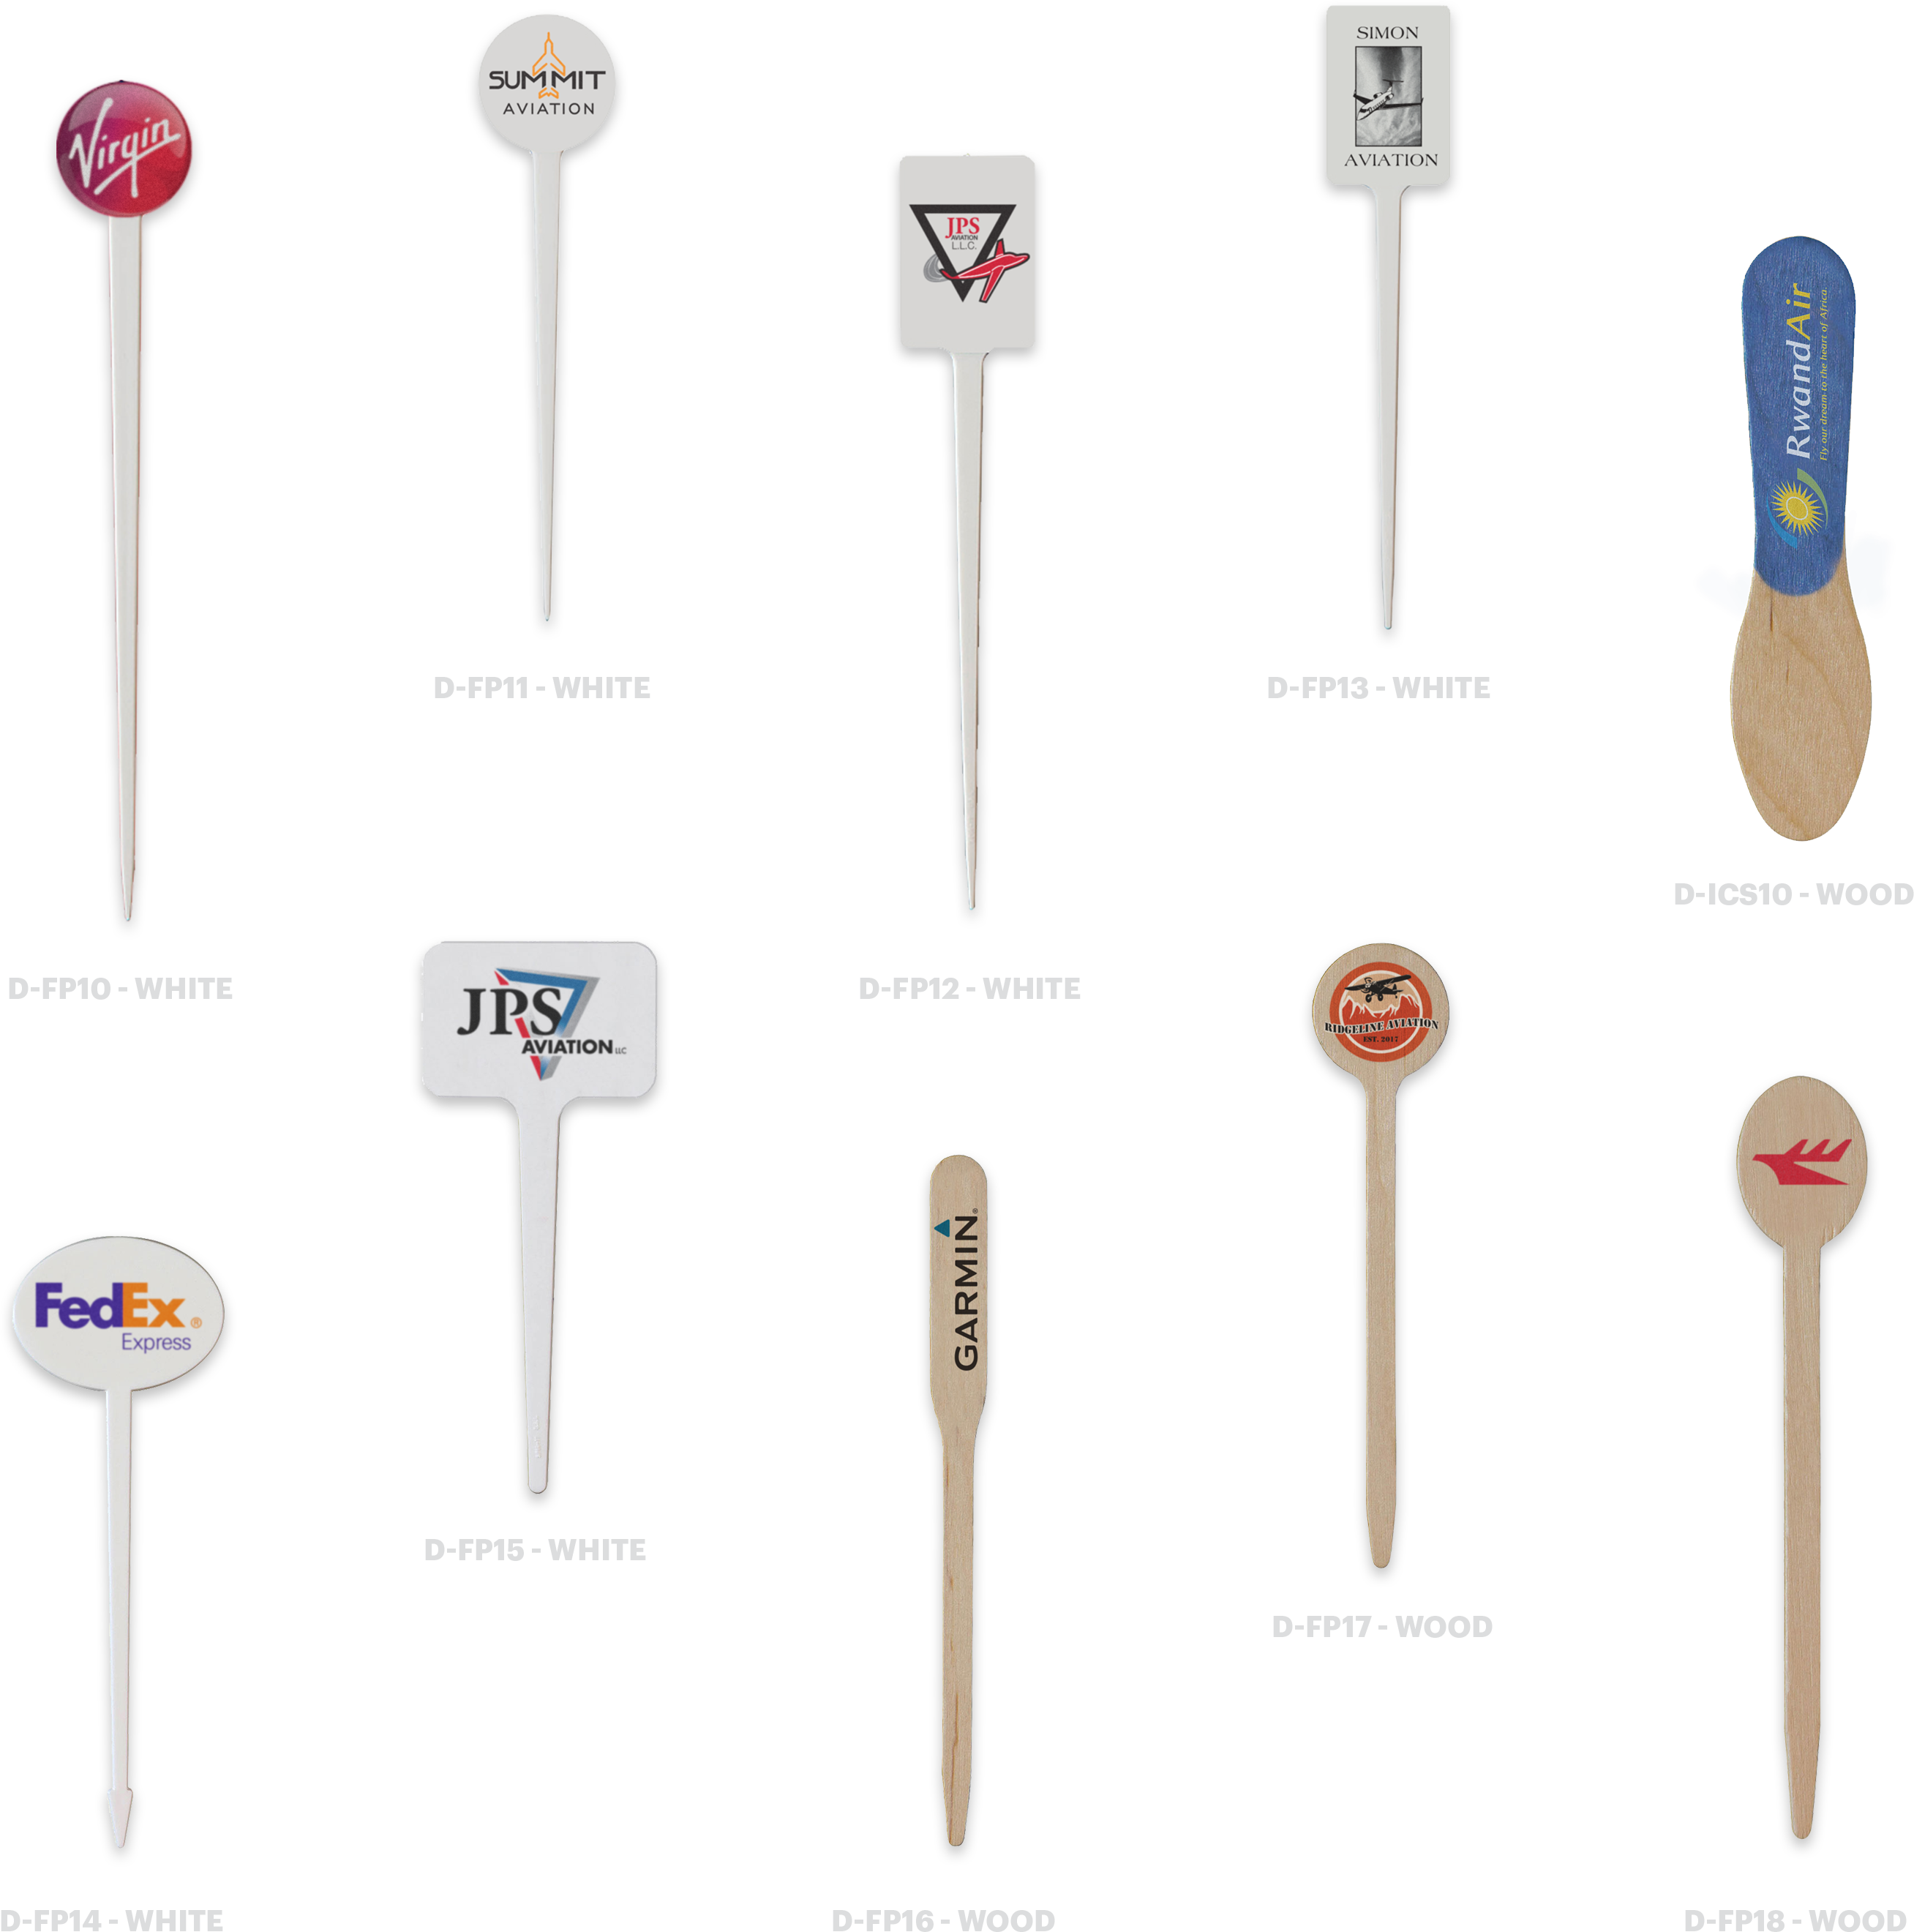 Virgin
D-FP10 - WHITE
SUMMIT
AVIATION
D-FP11 - WHITE
JPS
AVIATION
L.L.C.
D-FP12 - WHITE
SIMON
AVIATION
D-FP13 - WHITE
RwandAir
Fly our dream to the heart of Africa.
D-ICS10 - WOOD
FedEx®
Express
D-FP14 - WHITE
JPS
AVIATION LLC
D-FP15 - WHITE
GARMIN®
D-FP16 - WOOD
RIDGELINE AVIATION
EST. 2017
D-FP17 - WOOD
D-FP18 - WOOD